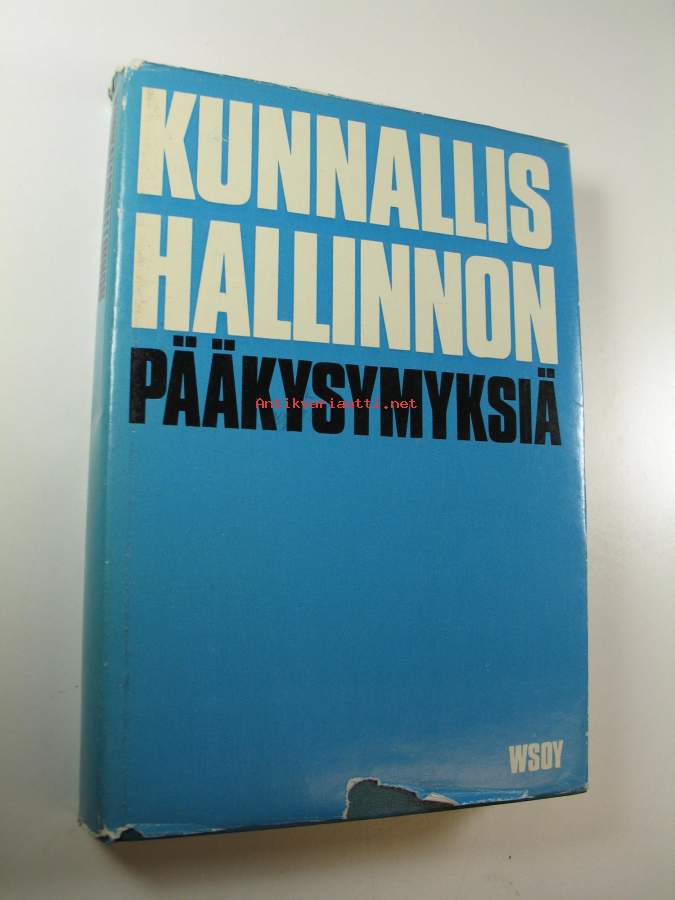 KUNNALLIS
HALLINNON
PÄÄKYSYMYKSIÄ
Antikvariaatti.net
WSOY